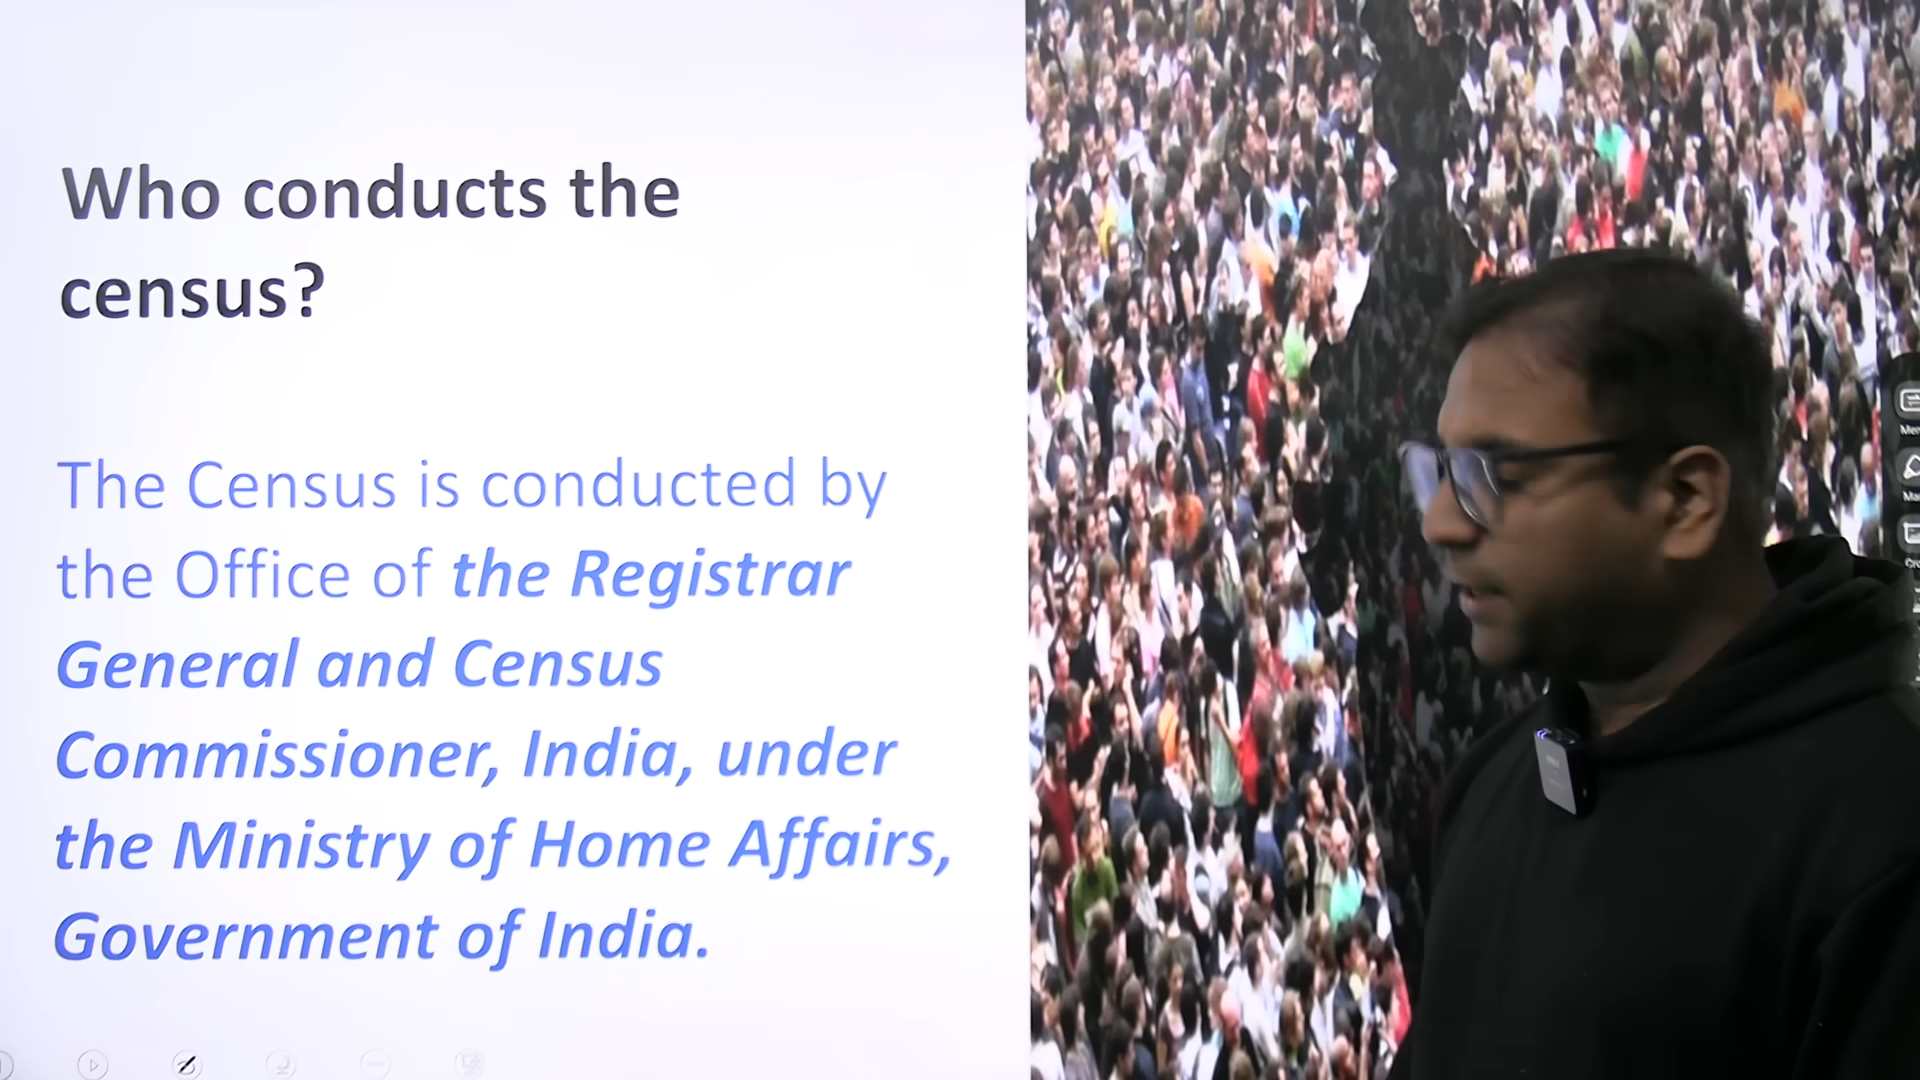 Who conducts the
census?
The Census is conducted by
the Office of the Registrar
General and Census
Commissioner, India, under
the Ministry of Home Affairs,
Government of India.